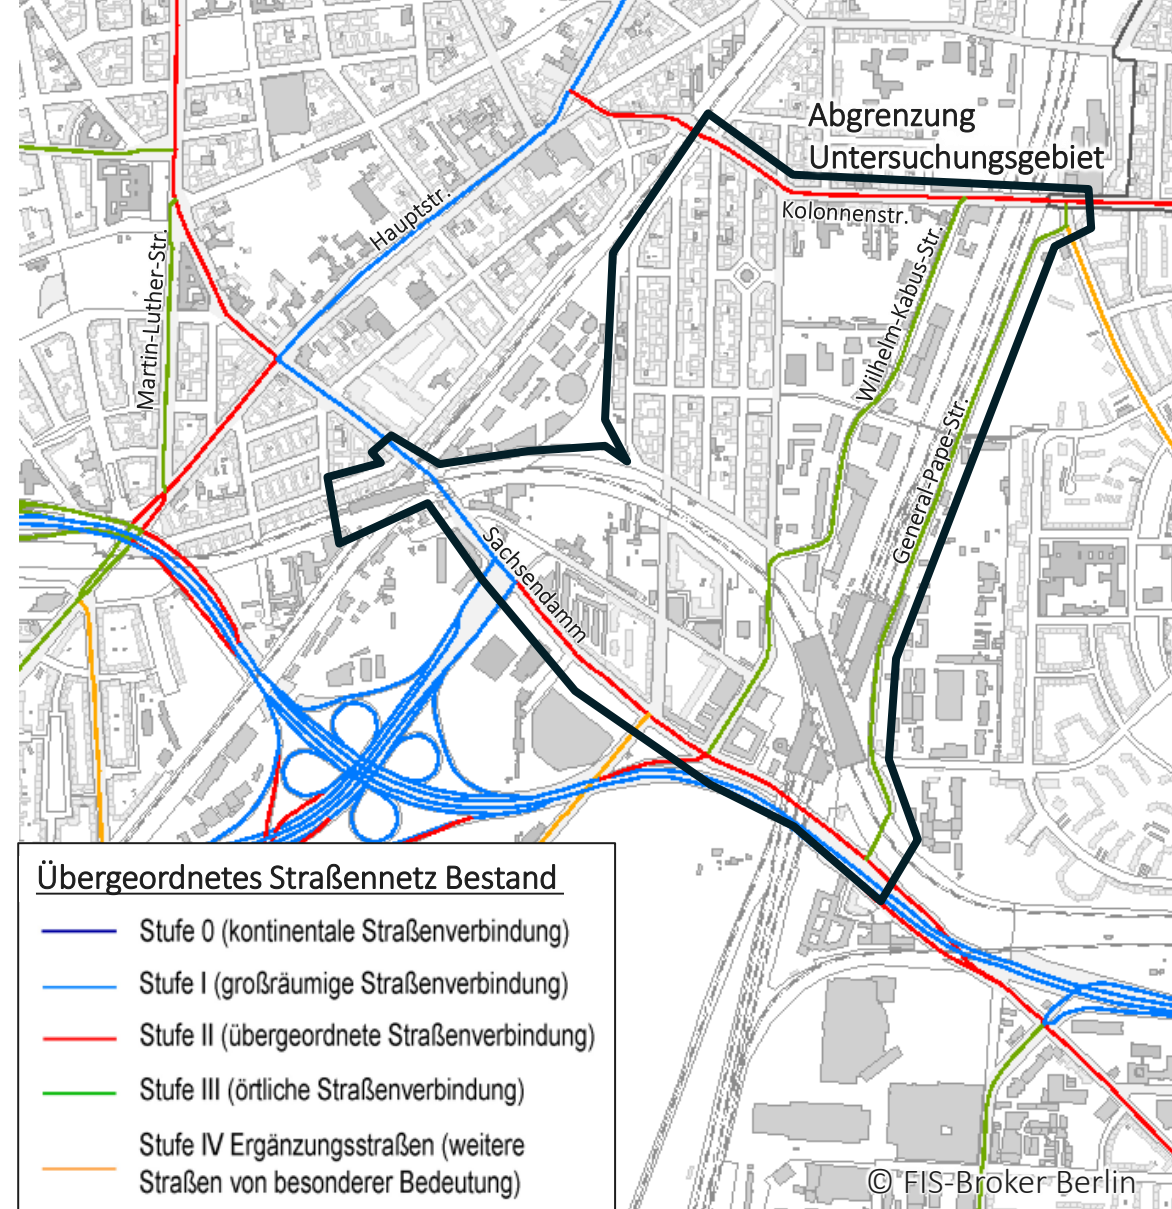 Abgrenzung
Untersuchungsgebiet
Kolonnenstr.
Hauptstr.
Martin-Luther-Str.
Wilhelm-Kabus-Str.
General-Pape-Str.
Sachsendamm
Übergeordnetes Straßennetz Bestand
Stufe 0 (kontinentale Straßenverbindung)
Stufe I (großräumige Straßenverbindung)
Stufe II (übergeordnete Straßenverbindung)
Stufe III (örtliche Straßenverbindung)
Stufe IV Ergänzungsstraßen (weitere
Straßen von besonderer Bedeutung)
© FIS-Broker Berlin